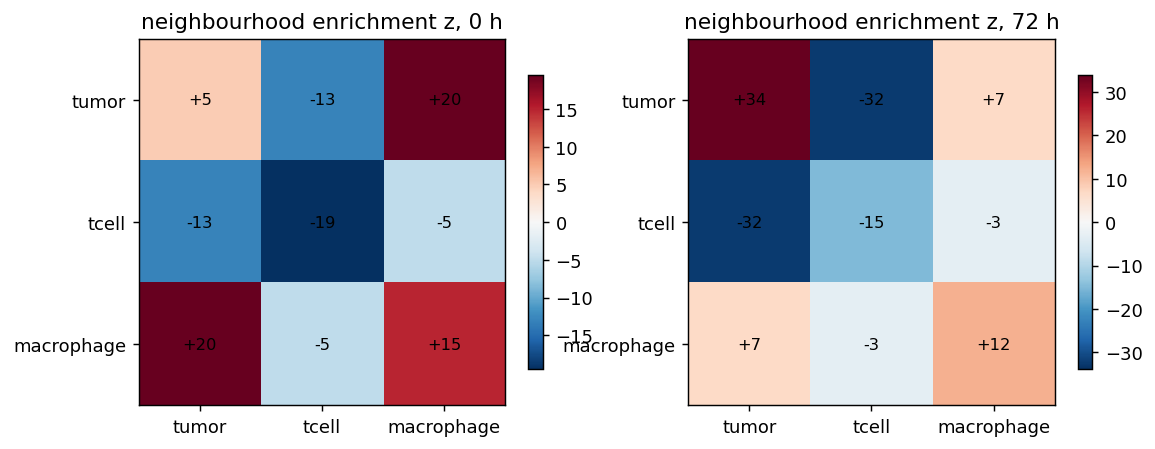 neighbourhood enrichment z, 0 h
tumor +5 -13 +20
tcell -13 -19 -5
macrophage +20 -5 +15
tumor tcell macrophage
15
10
5
0
−5
−10
−15
neighbourhood enrichment z, 72 h
tumor +34 -32 +7
tcell -32 -15 -3
macrophage +7 -3 +12
tumor tcell macrophage
30
20
10
0
−10
−20
−30